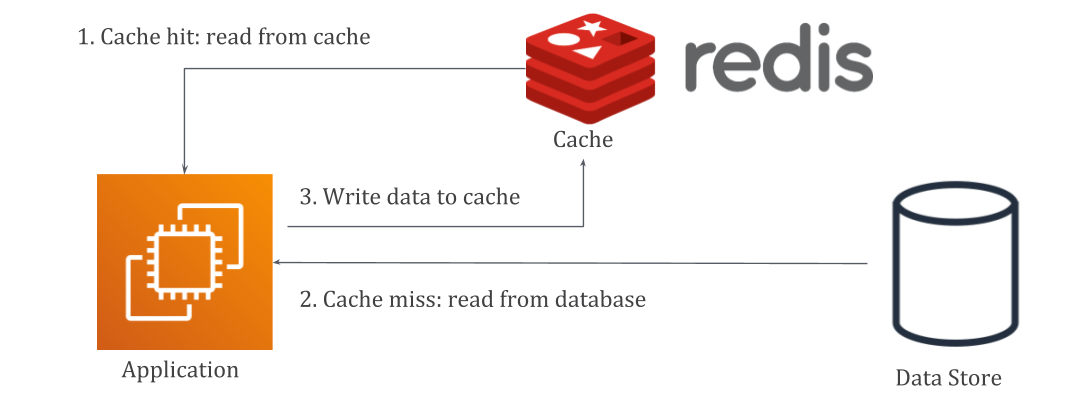 1. Cache hit: read from cache
redis
Cache
3. Write data to cache
2. Cache miss: read from database
Application
Data Store